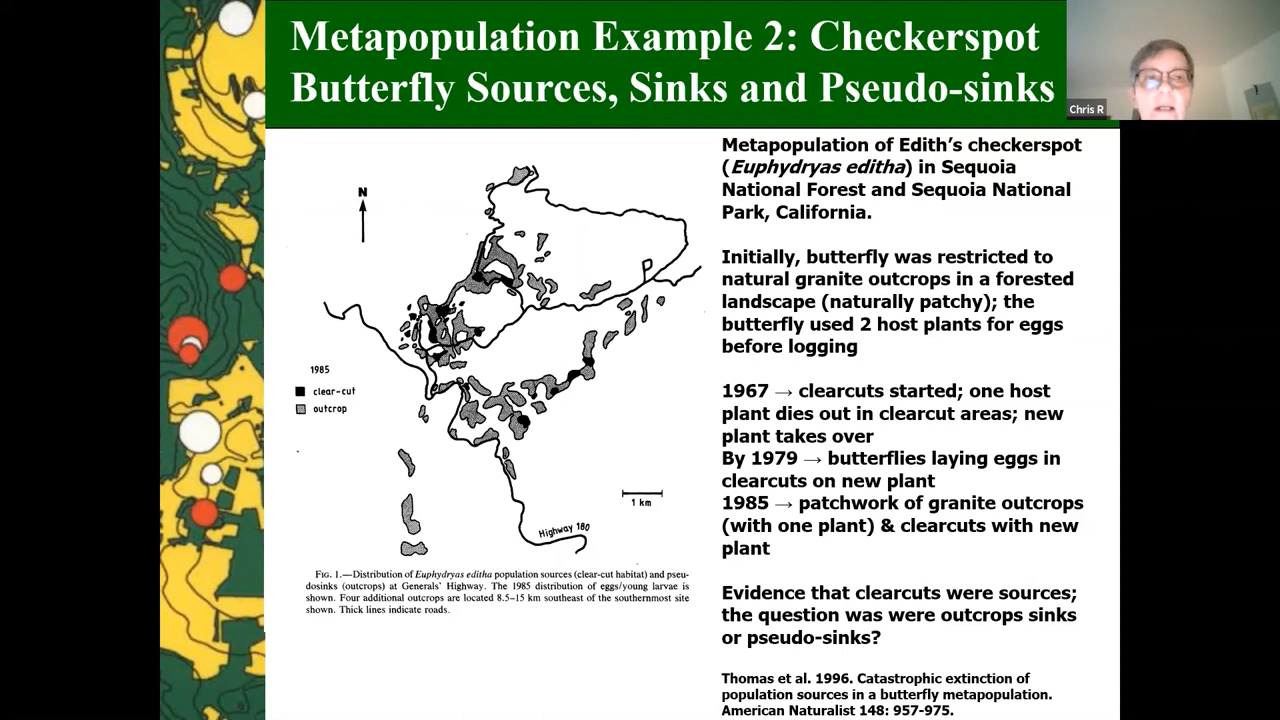 Metapopulation Example 2: Checkerspot
Butterfly Sources, Sinks and Pseudo-sinks
Chris R
Metapopulation of Edith’s checkerspot
(Euphydryas editha) in Sequoia
National Forest and Sequoia National
Park, California.
Initially, butterfly was restricted to
natural granite outcrops in a forested
landscape (naturally patchy); the
butterfly used 2 host plants for eggs
before logging
1967 → clearcuts started; one host
plant dies out in clearcut areas; new
plant takes over
By 1979 → butterflies laying eggs in
clearcuts on new plant
1985 → patchwork of granite outcrops
(with one plant) & clearcuts with new
plant
Evidence that clearcuts were sources;
the question was were outcrops sinks
or pseudo-sinks?
Thomas et al. 1996. Catastrophic extinction of
population sources in a butterfly metapopulation.
American Naturalist 148: 957-975.
N
1985
clear-cut
outcrop
1 km
Highway 180
FIG. 1.—Distribution of Euphydryas editha population sources (clear-cut habitat) and pseu-
dosinks (outcrops) at Generals’ Highway. The 1985 distribution of eggs/young larvae is
shown. Four additional outcrops are located 8.5–15 km southeast of the southernmost site
shown. Thick lines indicate roads.